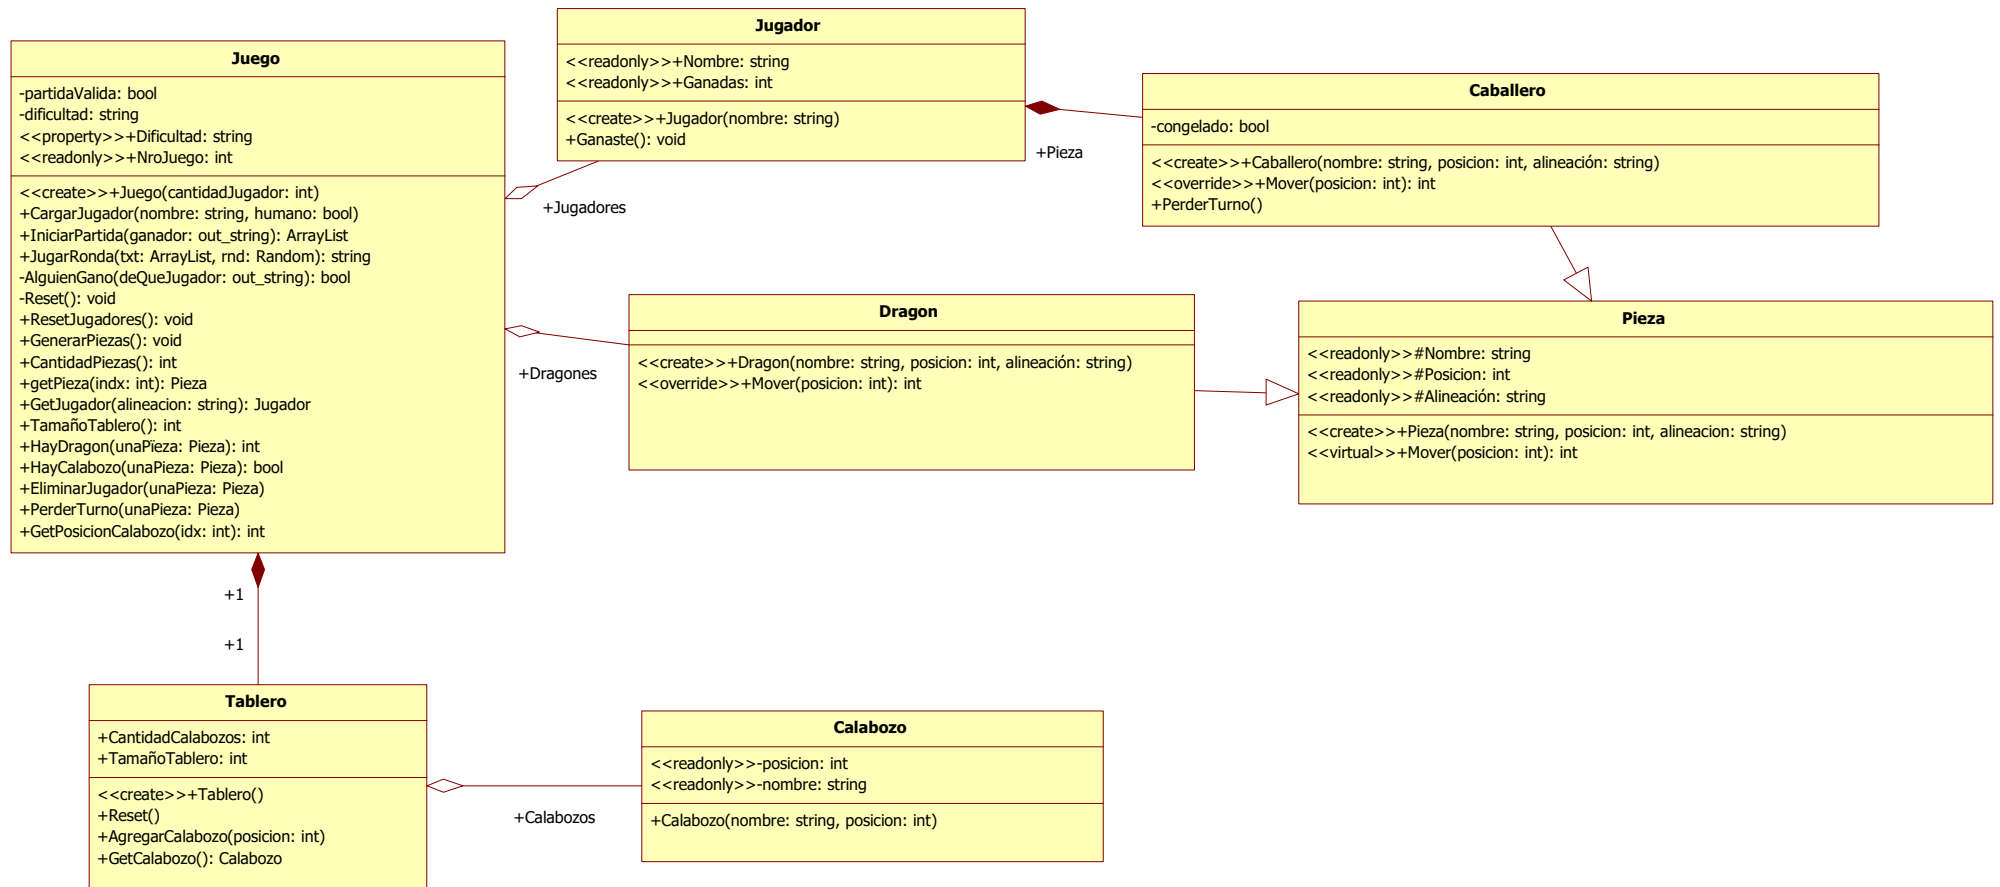 Juego
-partidaValida: bool
-dificultad: string
<<property>>+Dificultad: string
<<readonly>>+NroJuego: int
<<create>>+Juego(cantidadJugador: int)
+CargarJugador(nombre: string, humano: bool)
+IniciarPartida(ganador: out_string): ArrayList
+JugarRonda(txt: ArrayList, rnd: Random): string
-AlguienGano(deQueJugador: out_string): bool
-Reset(): void
+ResetJugadores(): void
+GenerarPiezas(): void
+CantidadPiezas(): int
+getPieza(indx: int): Pieza
+GetJugador(alineacion: string): Jugador
+TamañoTablero(): int
+HayDragon(unaPïeza: Pieza): int
+HayCalabozo(unaPieza: Pieza): bool
+EliminarJugador(unaPieza: Pieza)
+PerderTurno(unaPieza: Pieza)
+GetPosicionCalabozo(idx: int): int
Jugador
<<readonly>>+Nombre: string
<<readonly>>+Ganadas: int
<<create>>+Jugador(nombre: string)
+Ganaste(): void
+Pieza
+Jugadores
Caballero
-congelado: bool
<<create>>+Caballero(nombre: string, posicion: int, alineación: string)
<<override>>+Mover(posicion: int): int
+PerderTurno()
Dragon
<<create>>+Dragon(nombre: string, posicion: int, alineación: string)
<<override>>+Mover(posicion: int): int
+Dragones
Pieza
<<readonly>>#Nombre: string
<<readonly>>#Posicion: int
<<readonly>>#Alineación: string
<<create>>+Pieza(nombre: string, posicion: int, alineacion: string)
<<virtual>>+Mover(posicion: int): int
+1
+1
Tablero
+CantidadCalabozos: int
+TamañoTablero: int
<<create>>+Tablero()
+Reset()
+AgregarCalabozo(posicion: int)
+GetCalabozo(): Calabozo
+Calabozos
Calabozo
<<readonly>>-posicion: int
<<readonly>>-nombre: string
+Calabozo(nombre: string, posicion: int)